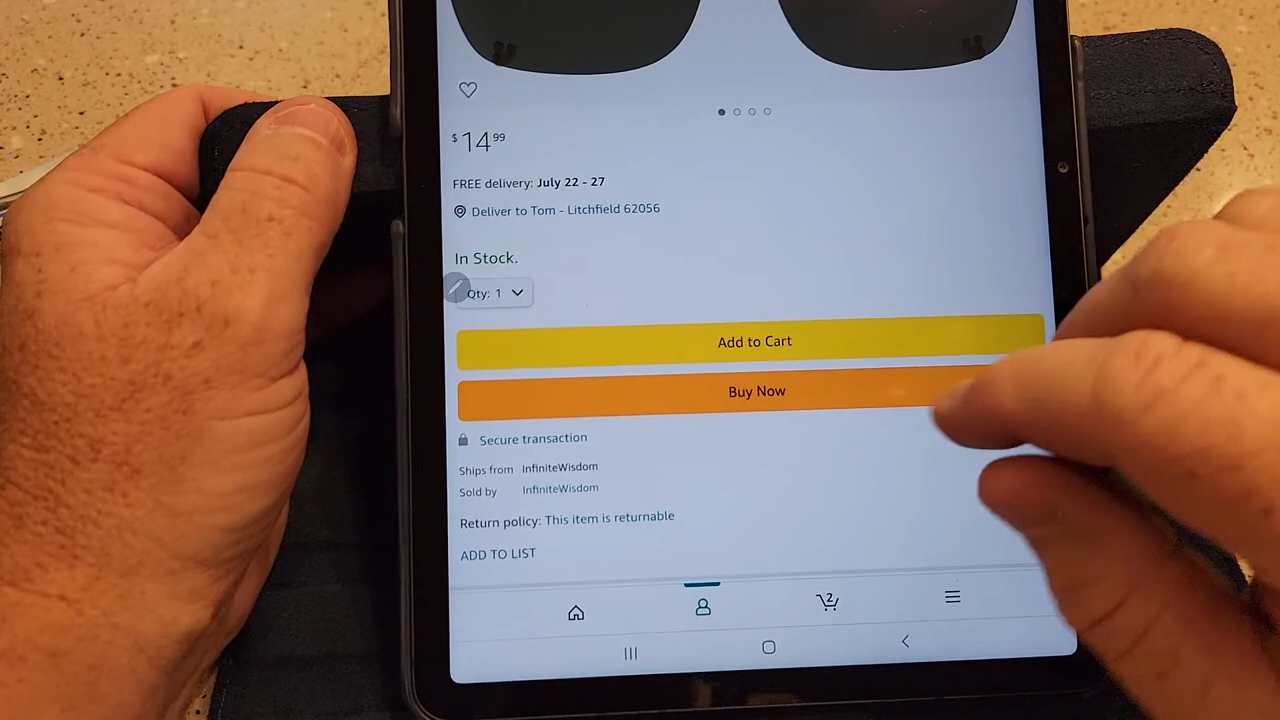 $14 99
FREE delivery: July 22 - 27
Deliver to Tom - Litchfield 62056
In Stock.
Qty: 1
Add to Cart
Buy Now
Secure transaction
Ships from InfiniteWisdom
Sold by InfiniteWisdom
Return policy: This item is returnable
ADD TO LIST
2